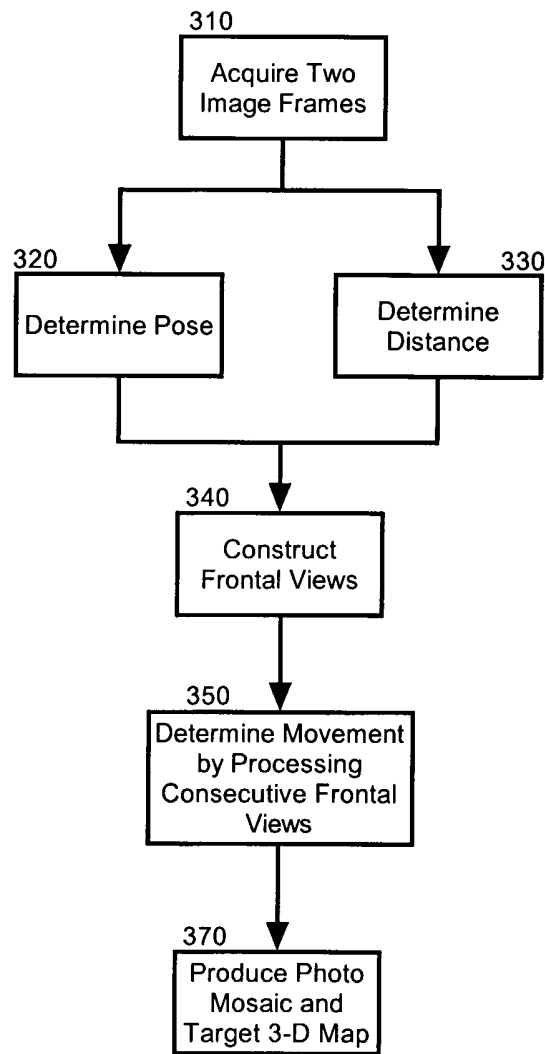 310
Acquire Two
Image Frames
320
Determine Pose
330
Determine
Distance
340
Construct
Frontal Views
350
Determine Movement
by Processing
Consecutive Frontal
Views
370
Produce Photo
Mosaic and
Target 3-D Map